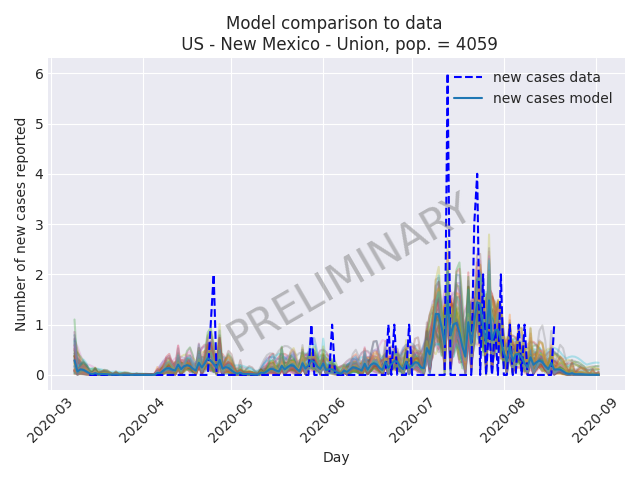 Model comparison to data
US - New Mexico - Union, pop. = 4059
new cases data
new cases model
PRELIMINARY
Number of new cases reported
6
5
4
3
2
1
0
2020-03
2020-04
2020-05
2020-06
2020-07
2020-08
2020-09
Day